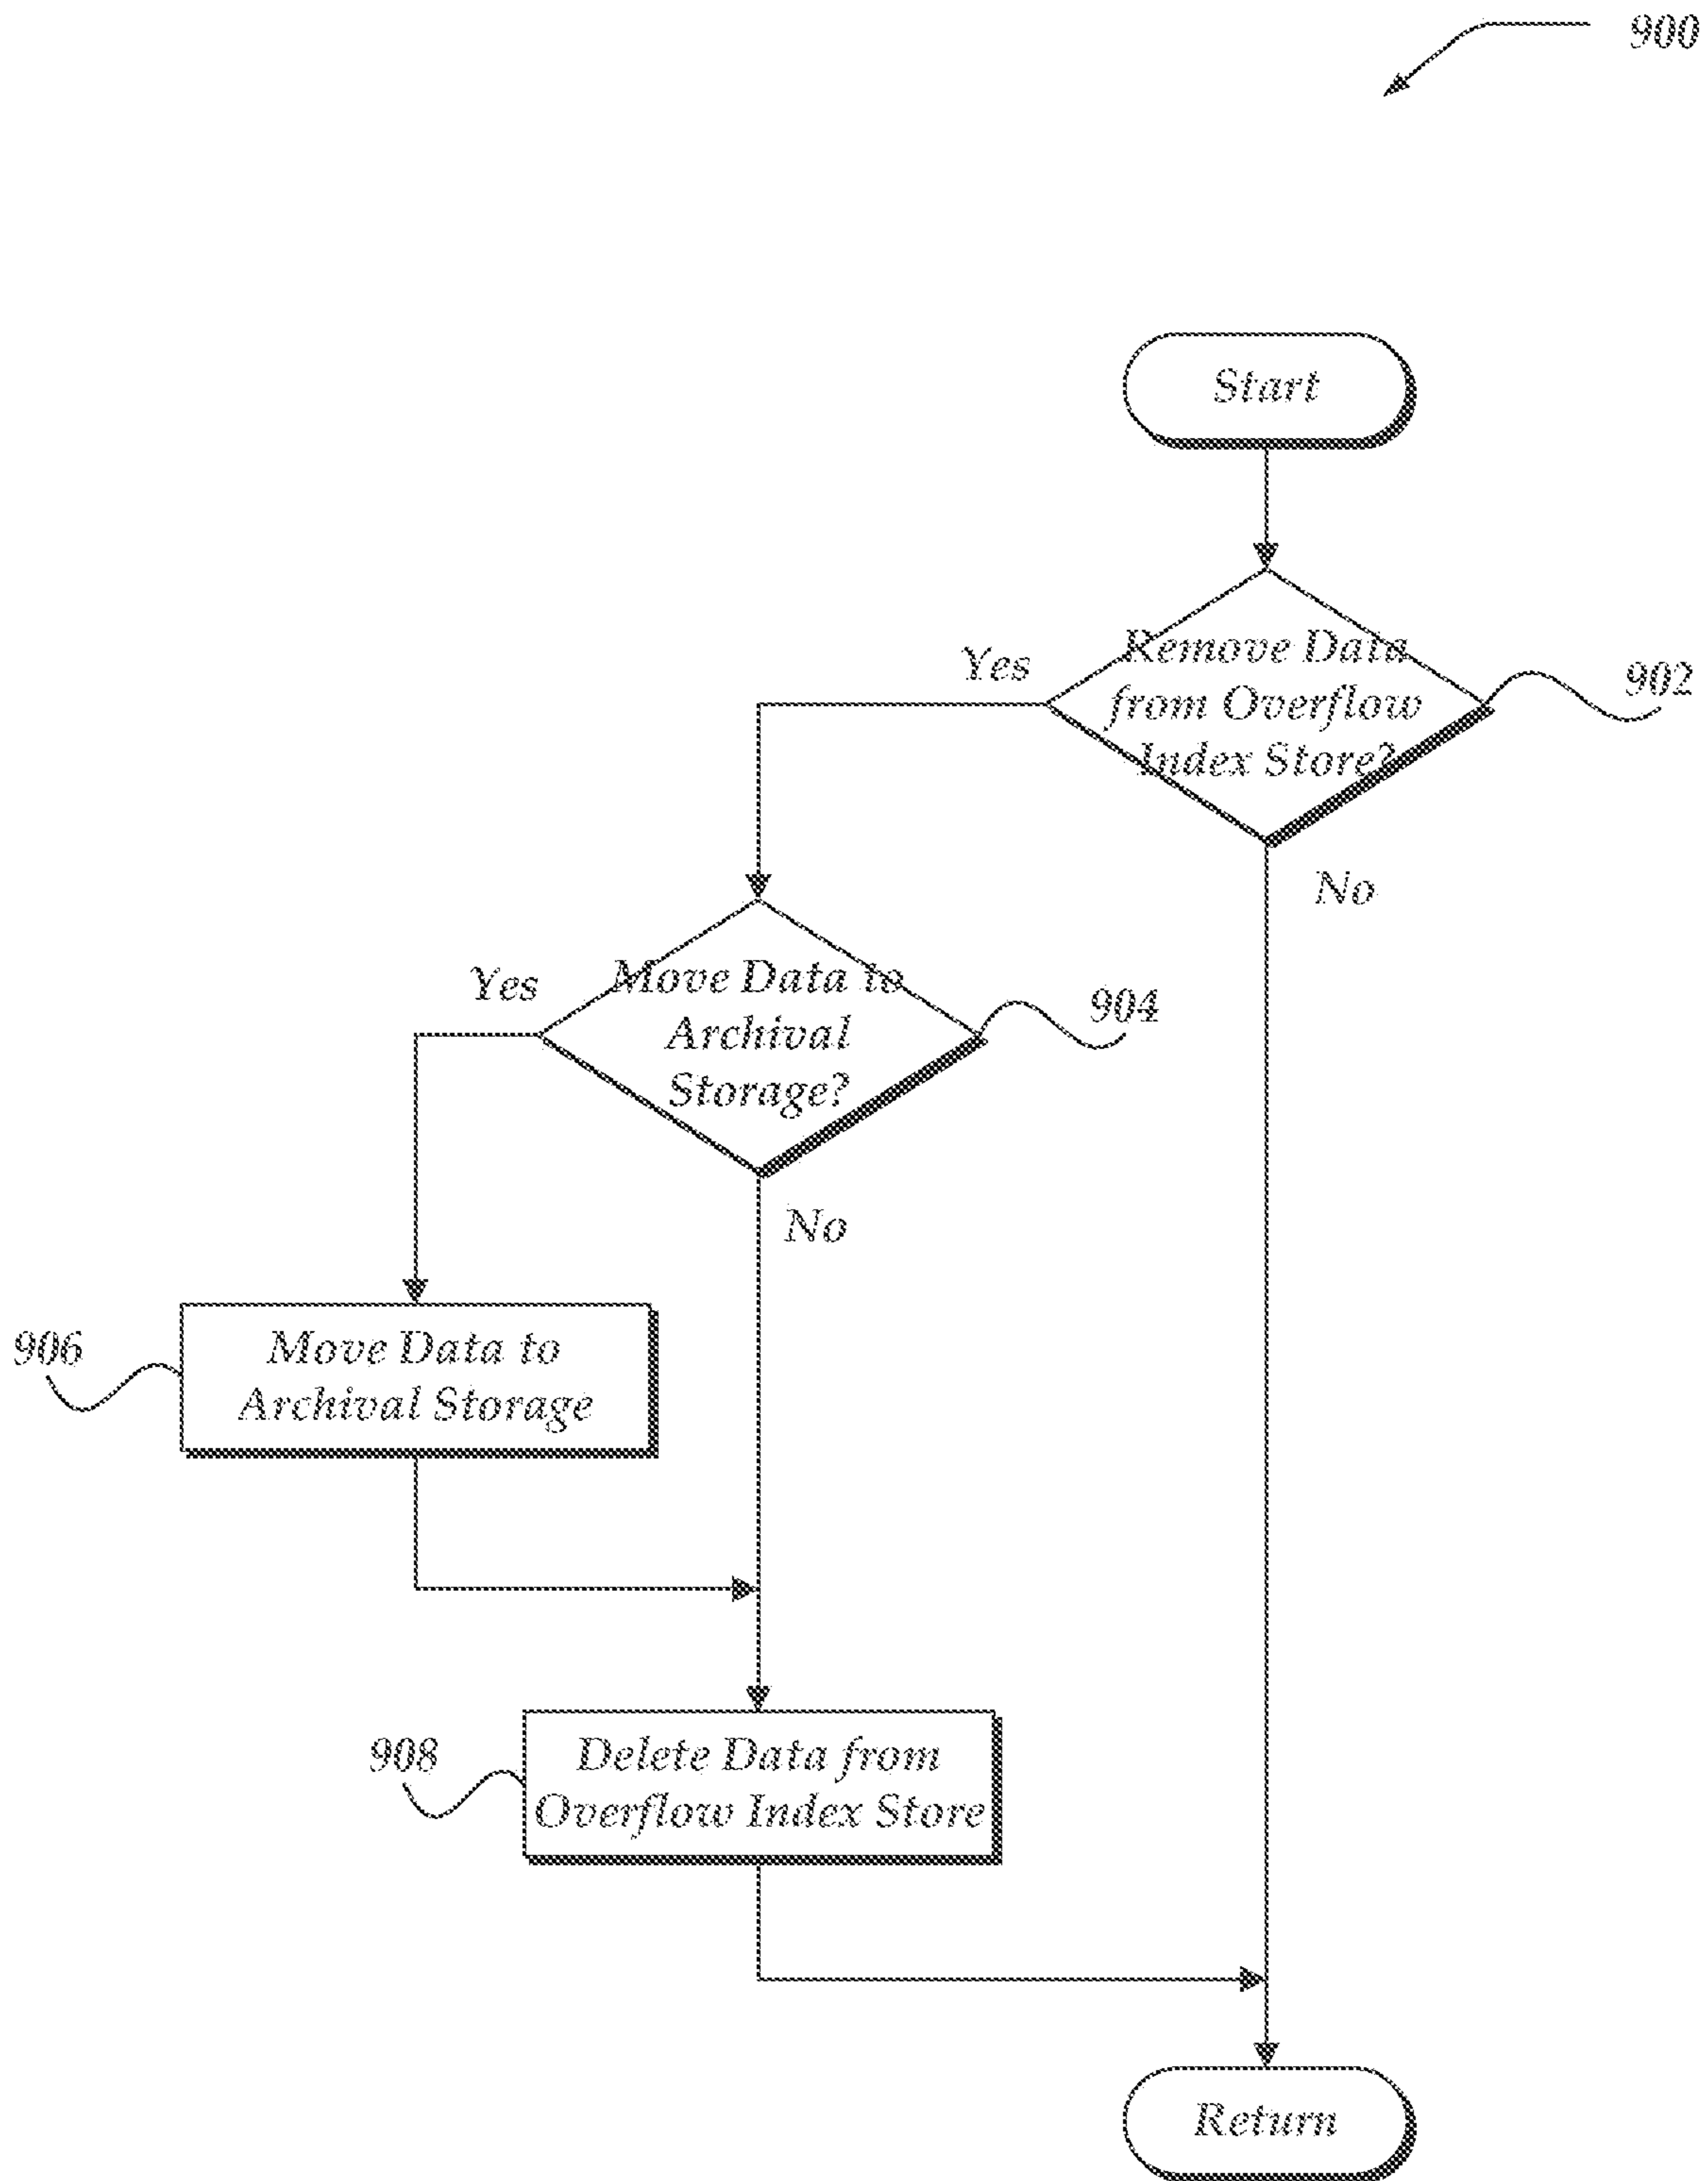 900
Start
Remove Data
from Overflow
Index Store?
Yes
902
No
Move Data to
Archival
Storage?
Yes
904
No
Move Data to
Archival Storage
906
Delete Data from
Overflow Index Store
908
Return